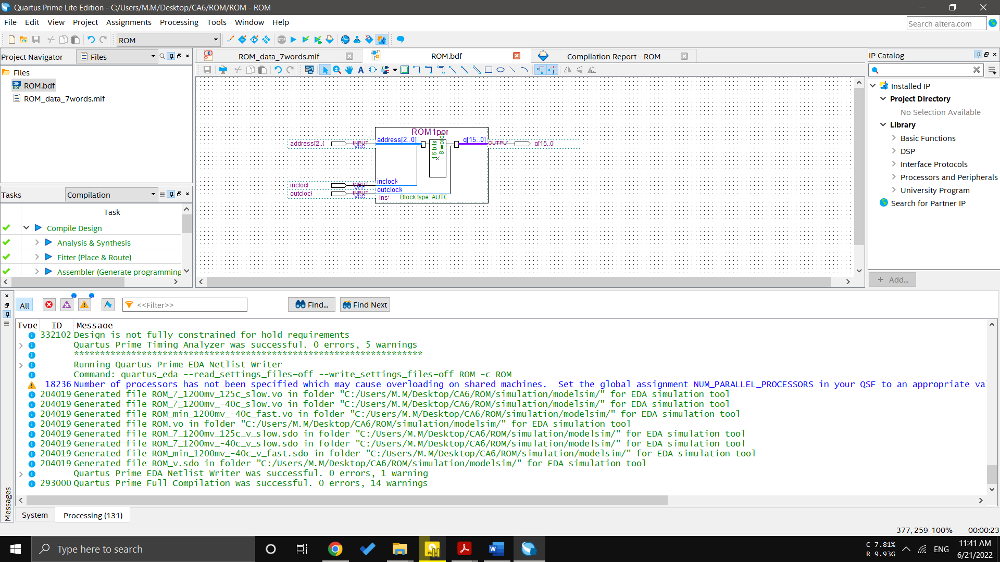 Quartus Prime Lite Edition - C:/Users/M.M/Desktop/CA6/ROM/ROM - ROM
File Edit View Project Assignments Processing Tools Window Help
Search altera.com
ROM
Project Navigator Files
Files
ROM.bdf
ROM_data_7words.mif
ROM_data_7words.mif
ROM.bdf
Compilation Report - ROM
ROM1por
address[2..
INPUT
VCC
address[2..0]
16 bits
8 words
q[15..0]
OUTPUT
q[15..0
inclock
INPUT
VCC
inclock
outclock
INPUT
VCC
outclock
ins
Block type: AUTO
IP Catalog
Installed IP
Project Directory
No Selection Available
Library
Basic Functions
DSP
Interface Protocols
Processors and Peripherals
University Program
Search for Partner IP
+ Add...
Tasks Compilation
Task
Compile Design
Analysis & Synthesis
Fitter (Place & Route)
Assembler (Generate programming
All <<Filter>> Find... Find Next
Type ID Message
332102 Design is not fully constrained for hold requirements
Quartus Prime Timing Analyzer was successful. 0 errors, 5 warnings
*******************************************************************
Running Quartus Prime EDA Netlist Writer
Command: quartus_eda --read_settings_files=off --write_settings_files=off ROM -c ROM
18236 Number of processors has not been specified which may cause overloading on shared machines.  Set the global assignment NUM_PARALLEL_PROCESSORS in your QSF to an appropriate va
204019 Generated file ROM_7_1200mv_125c_slow.vo in folder "C:/Users/M.M/Desktop/CA6/ROM/simulation/modelsim/" for EDA simulation tool
204019 Generated file ROM_7_1200mv_-40c_slow.vo in folder "C:/Users/M.M/Desktop/CA6/ROM/simulation/modelsim/" for EDA simulation tool
204019 Generated file ROM_min_1200mv_-40c_fast.vo in folder "C:/Users/M.M/Desktop/CA6/ROM/simulation/modelsim/" for EDA simulation tool
204019 Generated file ROM.vo in folder "C:/Users/M.M/Desktop/CA6/ROM/simulation/modelsim/" for EDA simulation tool
204019 Generated file ROM_7_1200mv_125c_v_slow.sdo in folder "C:/Users/M.M/Desktop/CA6/ROM/simulation/modelsim/" for EDA simulation tool
204019 Generated file ROM_7_1200mv_-40c_v_slow.sdo in folder "C:/Users/M.M/Desktop/CA6/ROM/simulation/modelsim/" for EDA simulation tool
204019 Generated file ROM_min_1200mv_-40c_v_fast.sdo in folder "C:/Users/M.M/Desktop/CA6/ROM/simulation/modelsim/" for EDA simulation tool
204019 Generated file ROM_v.sdo in folder "C:/Users/M.M/Desktop/CA6/ROM/simulation/modelsim/" for EDA simulation tool
Quartus Prime EDA Netlist Writer was successful. 0 errors, 1 warning
293000 Quartus Prime Full Compilation was successful. 0 errors, 14 warnings
Messages
System Processing (131)
377, 259 100% 00:00:23
Type here to search
C 7.81%
R 9.93G
ENG
11:41 AM
6/21/2022